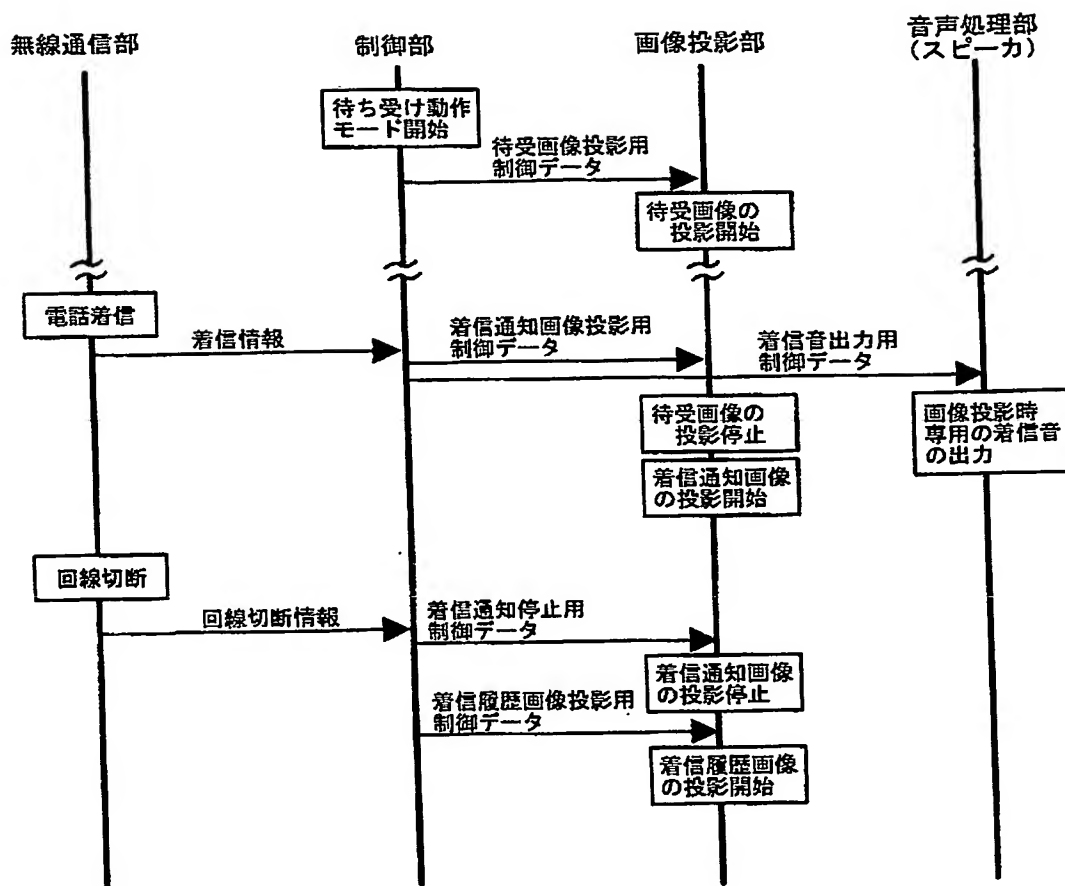 無線通信部
制御部
画像投影部
音声処理部
(スピーカ)
待ち受け動作
モード開始
待受画像投影用
制御データ
待受画像の
投影開始
電話着信
着信情報
着信通知画像投影用
制御データ
着信音出力用
制御データ
待受画像の
投影停止
画像投影時
専用の着信音
の出力
着信通知画像
の投影開始
回線切断
回線切断情報
着信通知停止用
制御データ
着信通知画像
の投影停止
着信履歴画像投影用
制御データ
着信履歴画像
の投影開始